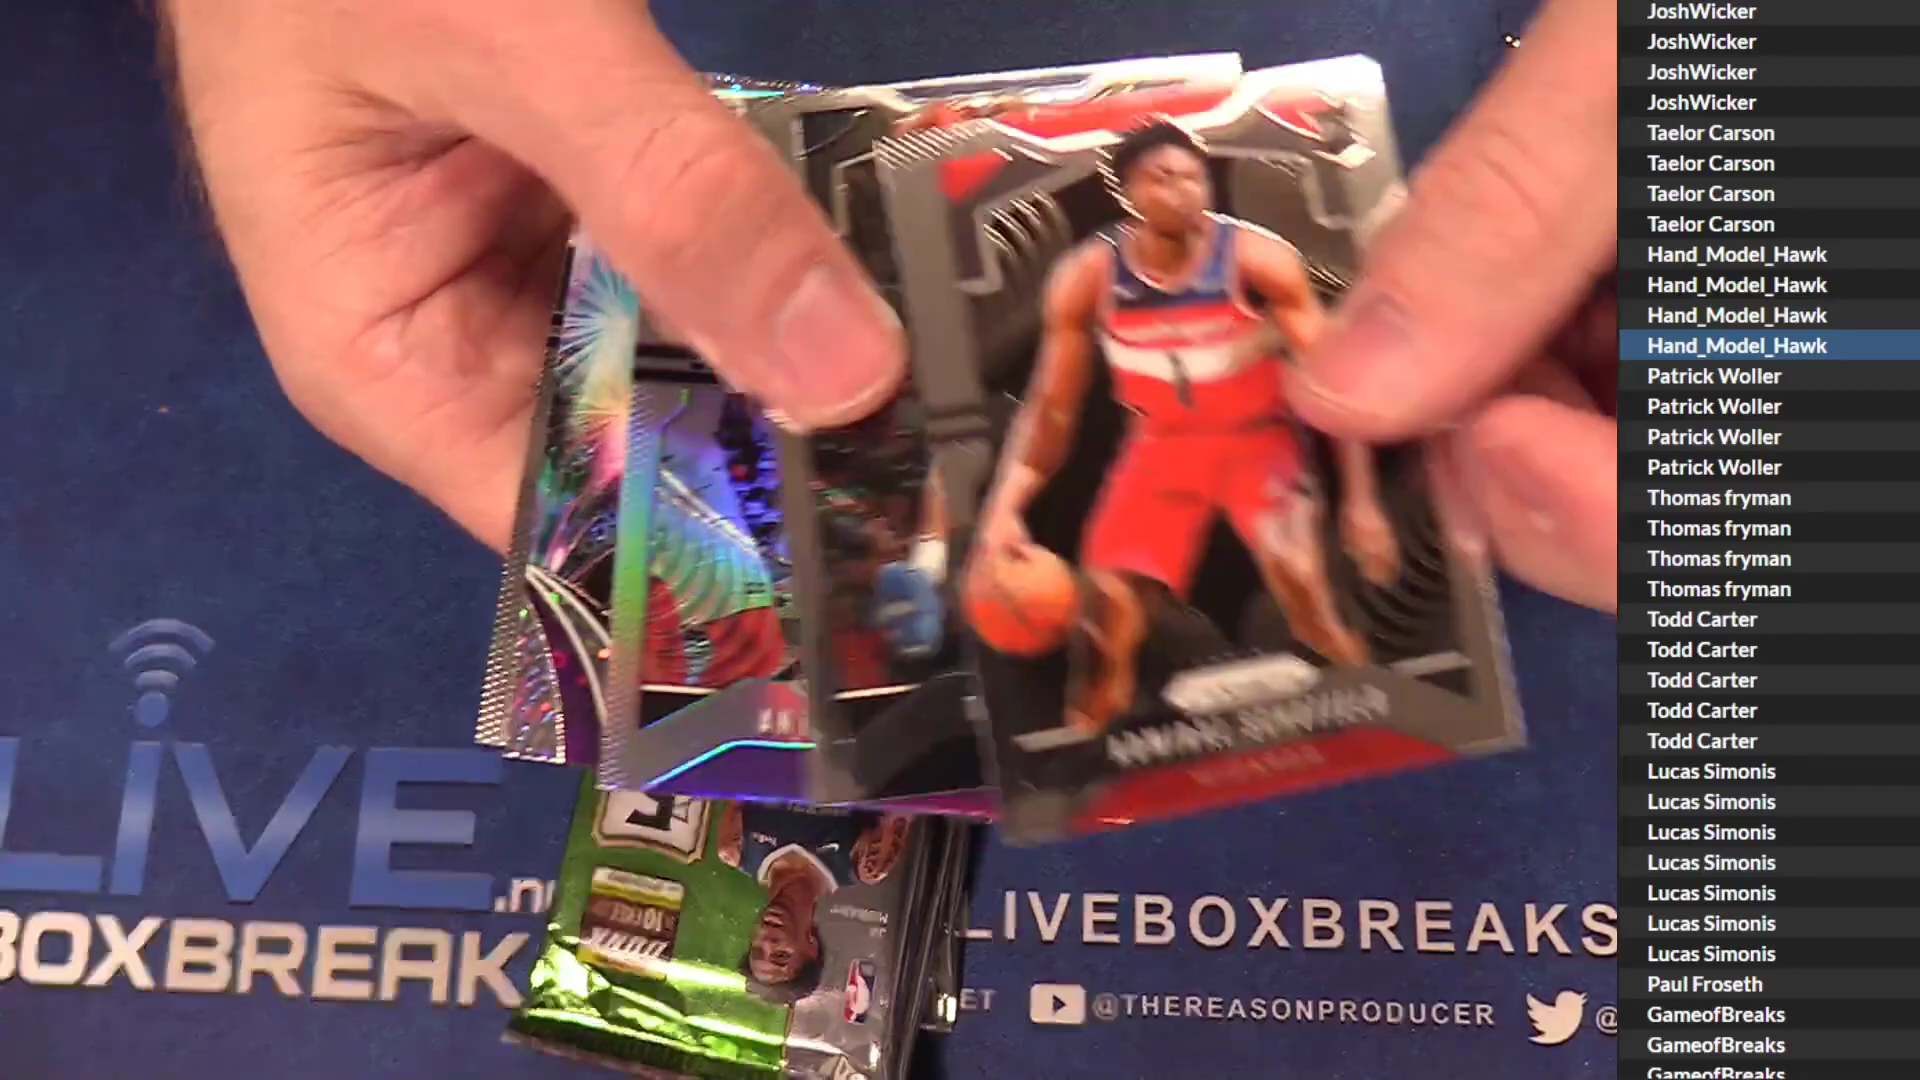 JoshWicker
JoshWicker
JoshWicker
JoshWicker
Taelor Carson
Taelor Carson
Taelor Carson
Taelor Carson
Hand_Model_Hawk
Hand_Model_Hawk
Hand_Model_Hawk
Hand_Model_Hawk
Patrick Woller
Patrick Woller
Patrick Woller
Patrick Woller
Thomas fryman
Thomas fryman
Thomas fryman
Thomas fryman
Todd Carter
Todd Carter
Todd Carter
Todd Carter
Todd Carter
Lucas Simonis
Lucas Simonis
Lucas Simonis
Lucas Simonis
Lucas Simonis
Lucas Simonis
Lucas Simonis
Paul Froseth
GameofBreaks
GameofBreaks
GameofBreaks
LIVE
BOXBREAK
LIVEBOXBREAKS
@THEREASONPRODUCER